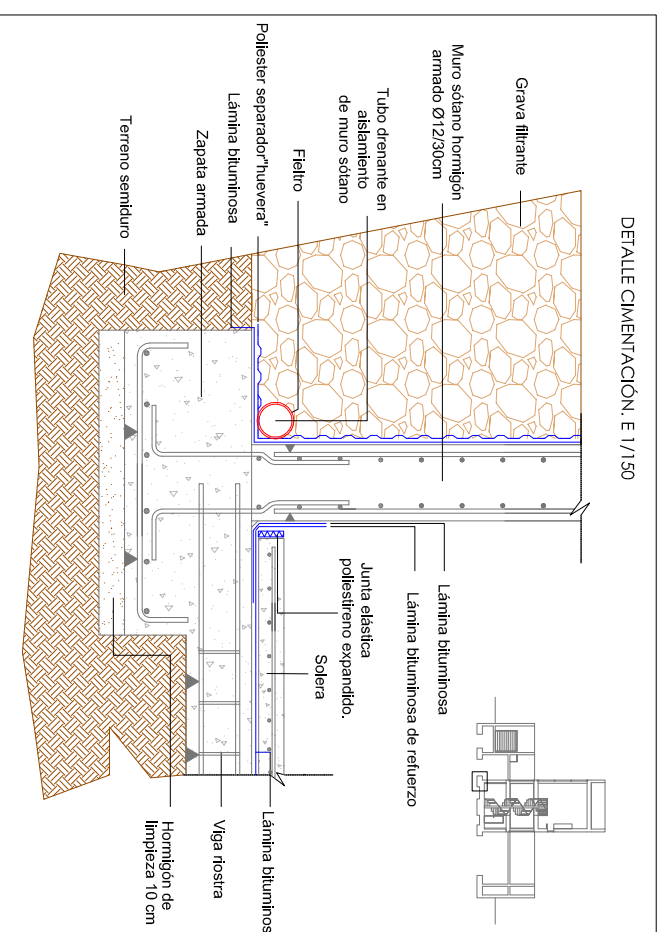 DETALLE CIMENTACIÓN. E 1/150
Grava filtrante
Muro sótano hormigón
armado Ø12/30cm
Tubo drenante en
aislamiento
de muro sótano
Fieltro
Poliester separador"huevera"
Lámina bituminosa
Zapata armada
Terreno semiduro
Lámina bituminosa
Lámina bituminosa de refuerzo
Junta elástica
poliestireno expandido.
Solera
Lámina bituminos
Viga riostra
Hormigón de
limpieza 10 cm